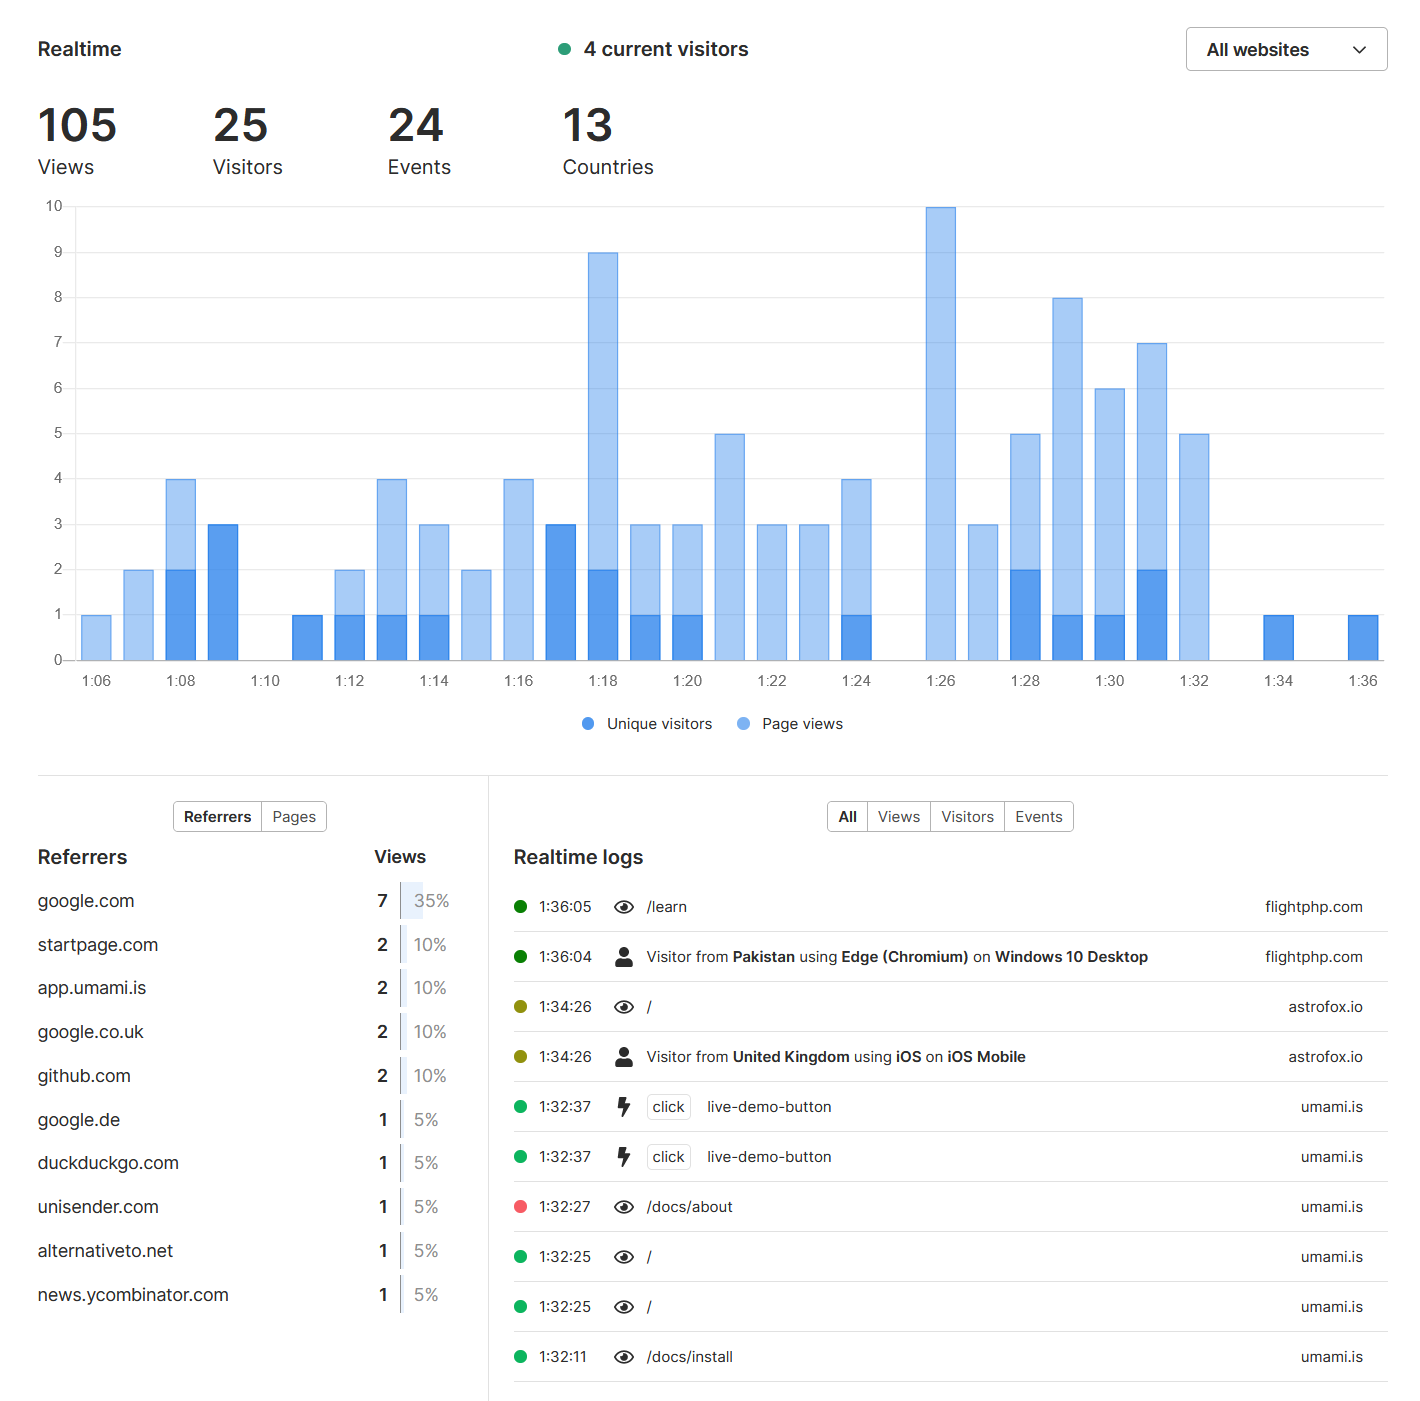 Realtime
4 current visitors
All websites
105
25
24
13
Views
Visitors
Events
Countries
10
9
8
7
6
5
4
3
2
1
0
1:06 1:08 1:10 1:12 1:14 1:16 1:18 1:20 1:22 1:24 1:26 1:28 1:30 1:32 1:34 1:36
Unique visitors Page views
Referrers Pages
Referrers Views
google.com 7 35%
startpage.com 2 10%
app.umami.is 2 10%
google.co.uk 2 10%
github.com 2 10%
google.de 1 5%
duckduckgo.com 1 5%
unisender.com 1 5%
alternativeto.net 1 5%
news.ycombinator.com 1 5%
All Views Visitors Events
Realtime logs
1:36:05 /learn flightphp.com
1:36:04 Visitor from Pakistan using Edge (Chromium) on Windows 10 Desktop flightphp.com
1:34:26 / astrofox.io
1:34:26 Visitor from United Kingdom using iOS on iOS Mobile astrofox.io
1:32:37 click live-demo-button umami.is
1:32:37 click live-demo-button umami.is
1:32:27 /docs/about umami.is
1:32:25 / umami.is
1:32:25 / umami.is
1:32:11 /docs/install umami.is